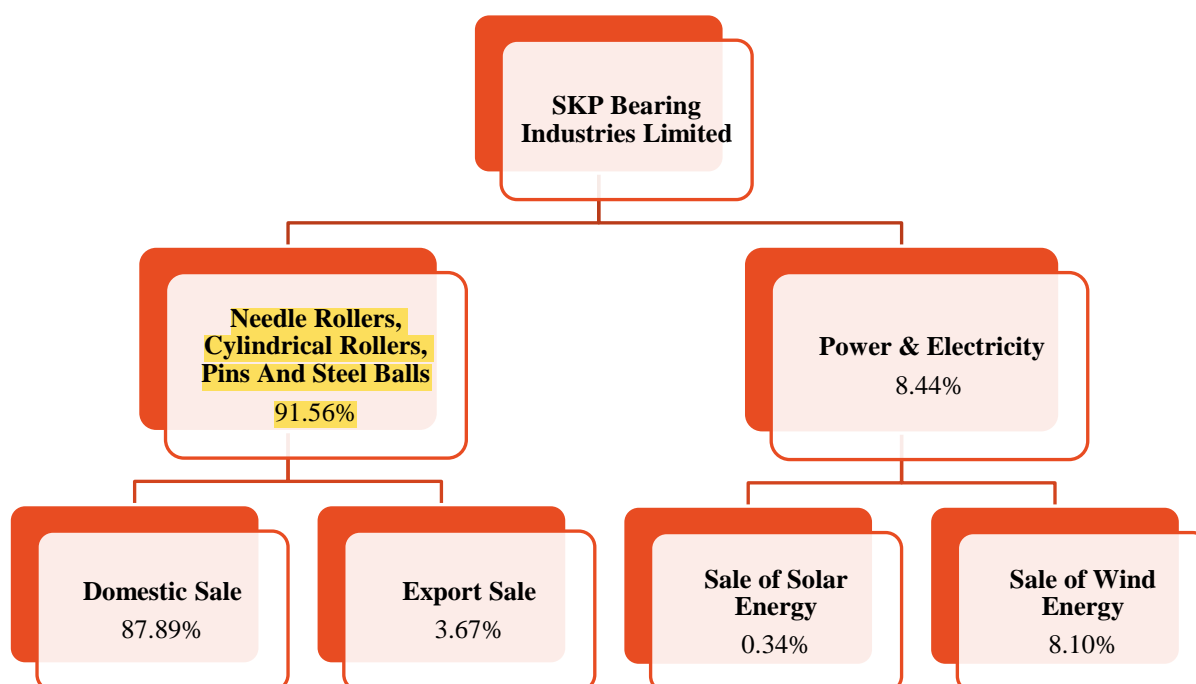 SKP Bearing
Industries Limited
Needle Rollers,
Cylindrical Rollers,
Pins And Steel Balls
91.56%
Power & Electricity
8.44%
Domestic Sale
87.89%
Export Sale
3.67%
Sale of Solar
Energy
0.34%
Sale of Wind
Energy
8.10%